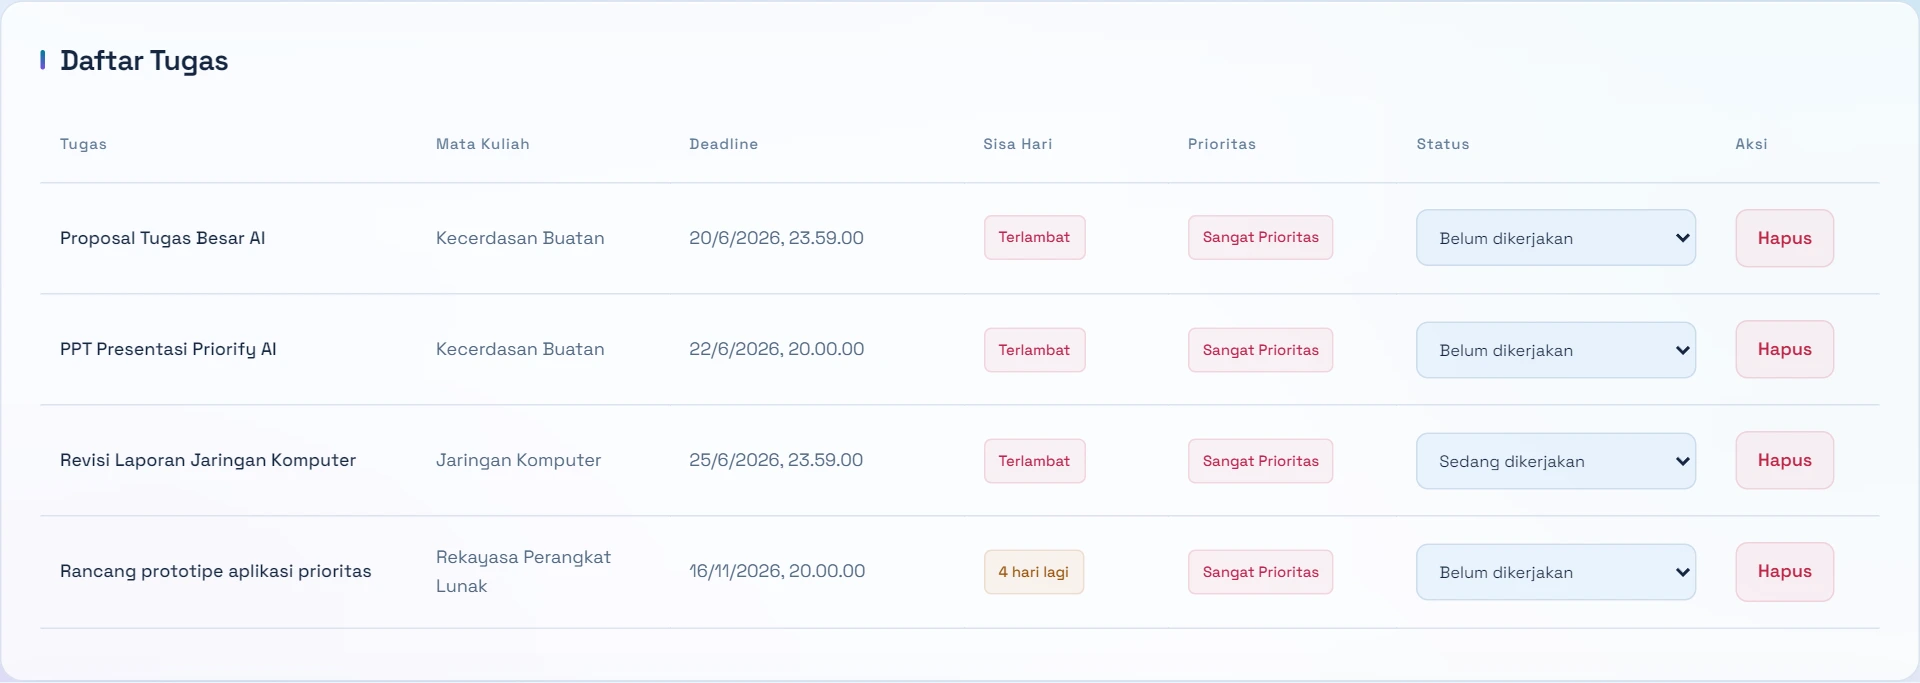 Daftar Tugas
Tugas Mata Kuliah Deadline Sisa Hari Prioritas Status Aksi
Proposal Tugas Besar AI Kecerdasan Buatan 20/6/2026, 23.59.00 Terlambat Sangat Prioritas Belum dikerjakan Hapus
PPT Presentasi Priorify AI Kecerdasan Buatan 22/6/2026, 20.00.00 Terlambat Sangat Prioritas Belum dikerjakan Hapus
Revisi Laporan Jaringan Komputer Jaringan Komputer 25/6/2026, 23.59.00 Terlambat Sangat Prioritas Sedang dikerjakan Hapus
Rancang prototipe aplikasi prioritas Rekayasa Perangkat Lunak 16/11/2026, 20.00.00 4 hari lagi Sangat Prioritas Belum dikerjakan Hapus